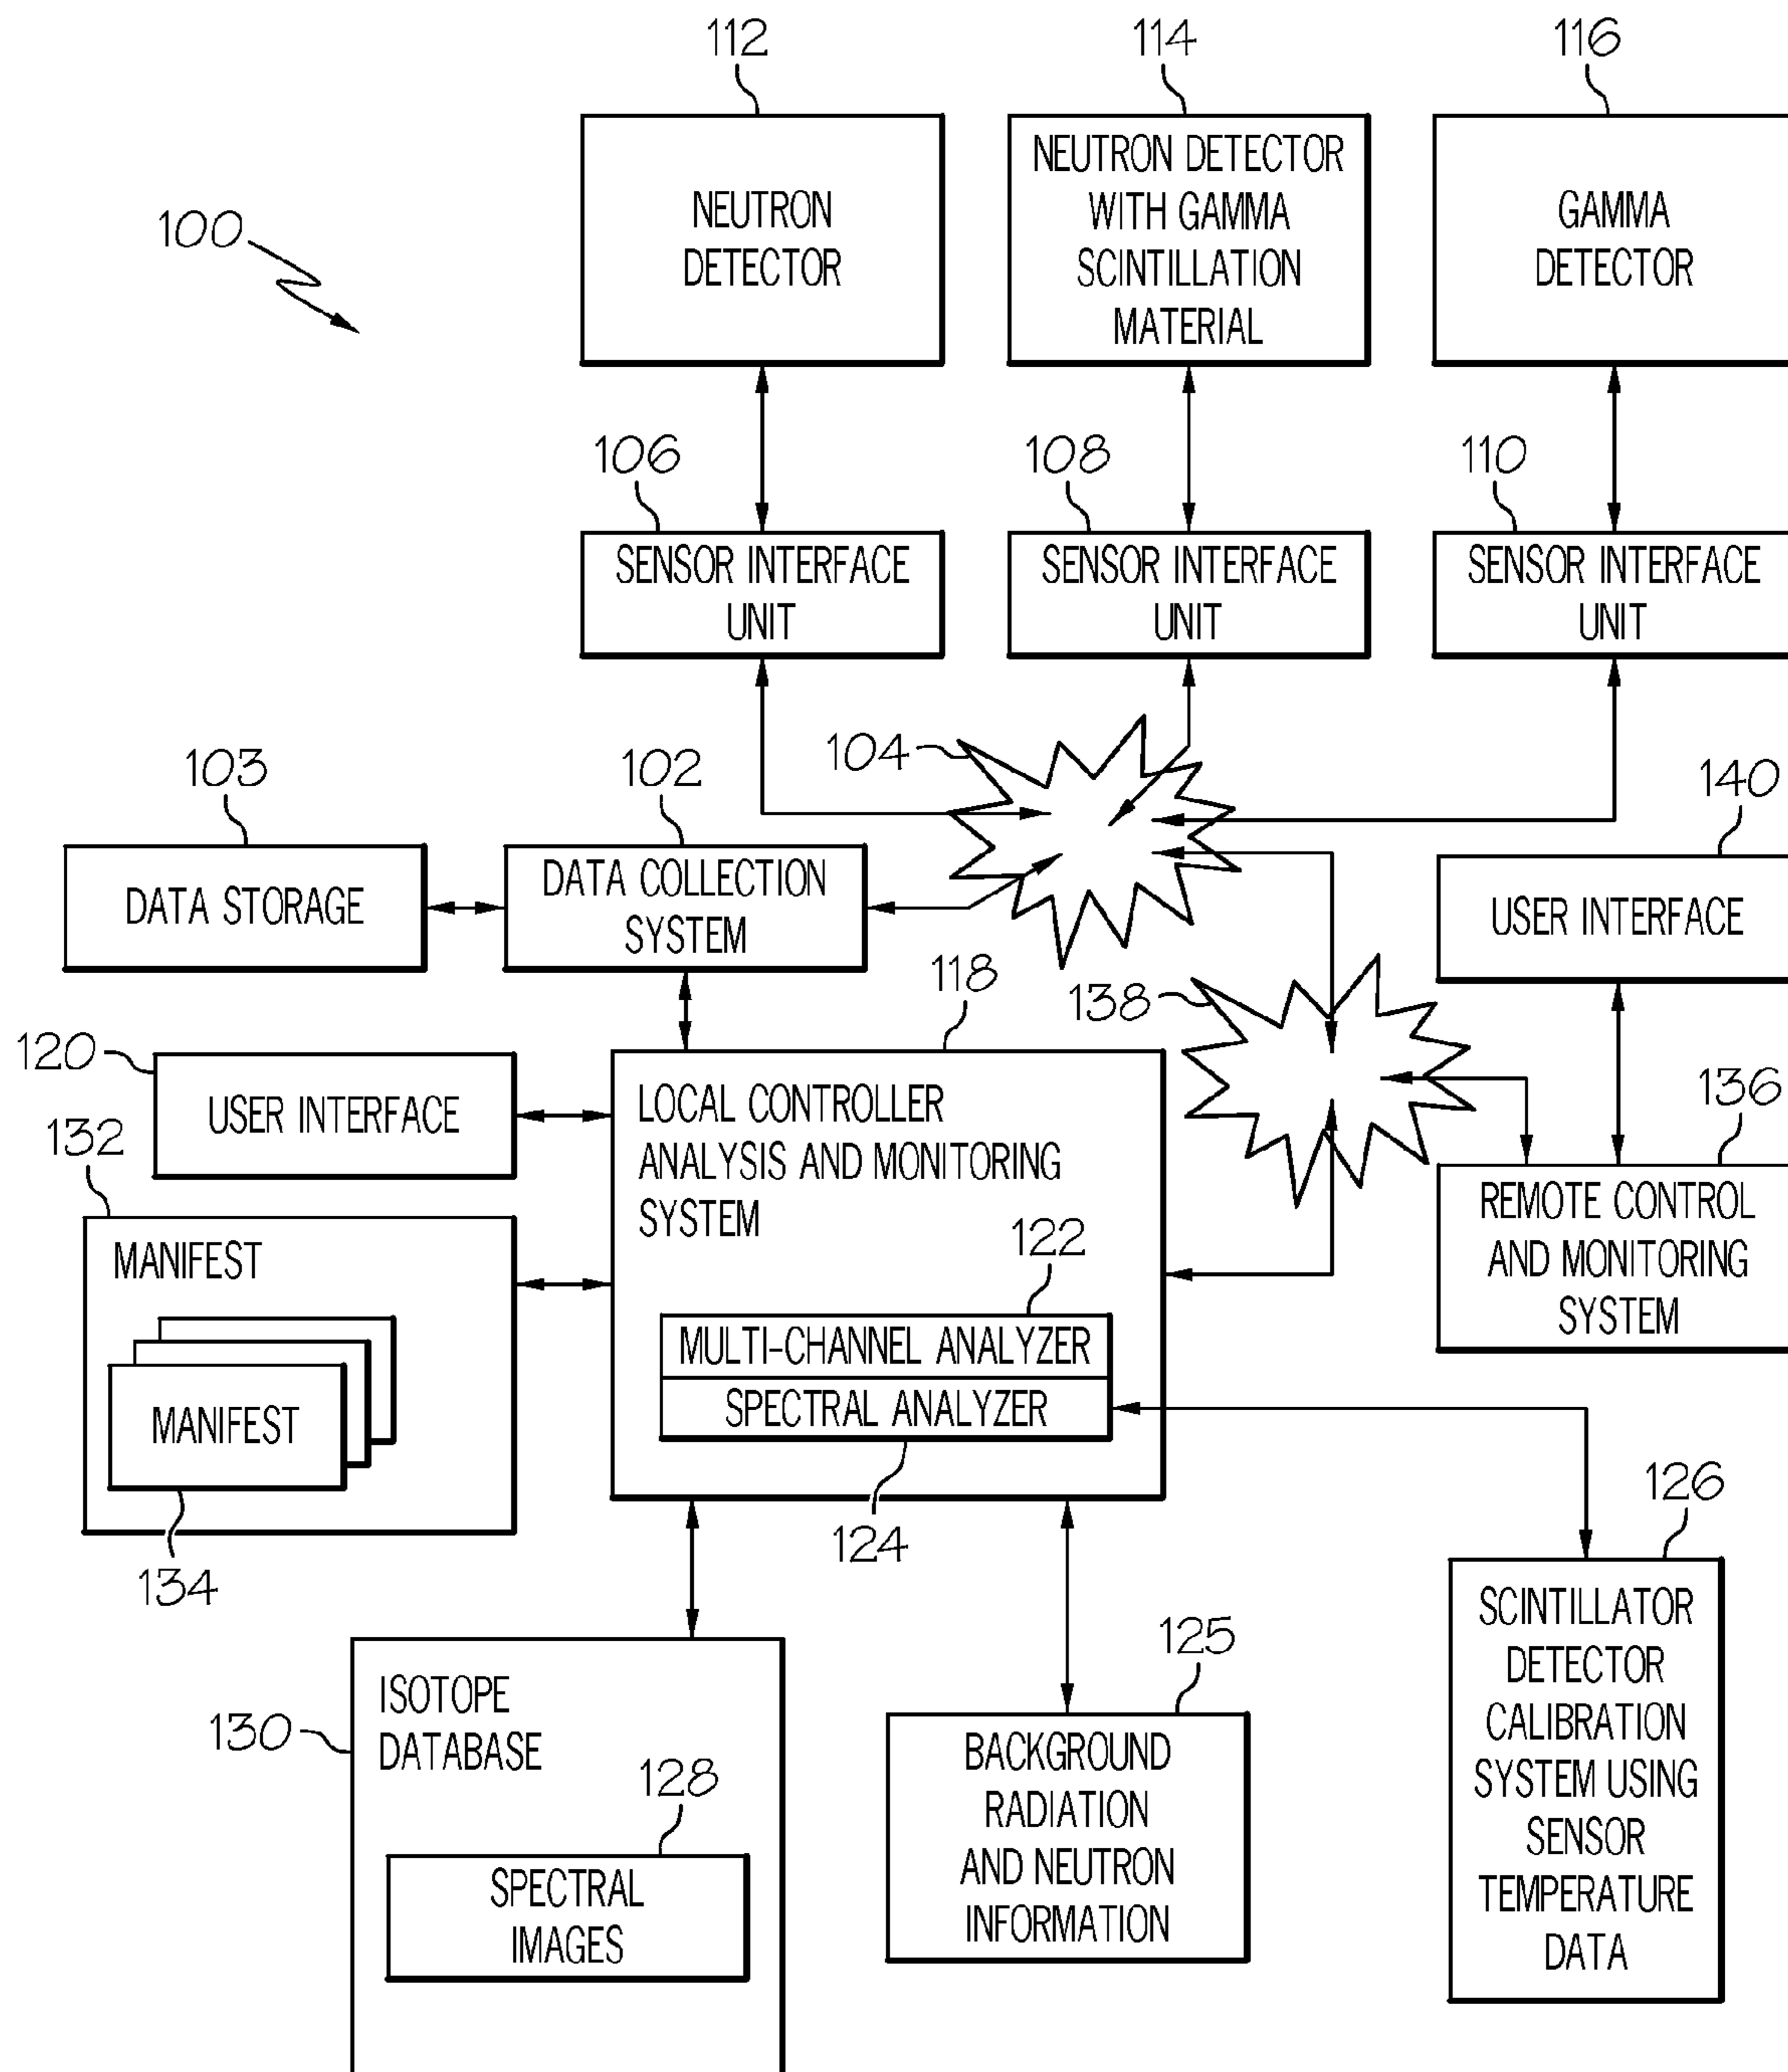 112
114
116
100
NEUTRON
DETECTOR
NEUTRON DETECTOR
WITH GAMMA
SCINTILLATION
MATERIAL
GAMMA
DETECTOR
106
108
110
SENSOR INTERFACE
UNIT
SENSOR INTERFACE
UNIT
SENSOR INTERFACE
UNIT
103
102
104
140
DATA STORAGE
DATA COLLECTION
SYSTEM
USER INTERFACE
118
138
120
USER INTERFACE
136
LOCAL CONTROLLER
ANALYSIS AND MONITORING
SYSTEM
REMOTE CONTROL
AND MONITORING
SYSTEM
132
MANIFEST
122
MULTI-CHANNEL ANALYZER
SPECTRAL ANALYZER
MANIFEST
134
124
126
SCINTILLATOR
DETECTOR
CALIBRATION
SYSTEM USING
SENSOR
TEMPERATURE
DATA
130
ISOTOPE
DATABASE
125
BACKGROUND
RADIATION
AND NEUTRON
INFORMATION
128
SPECTRAL
IMAGES